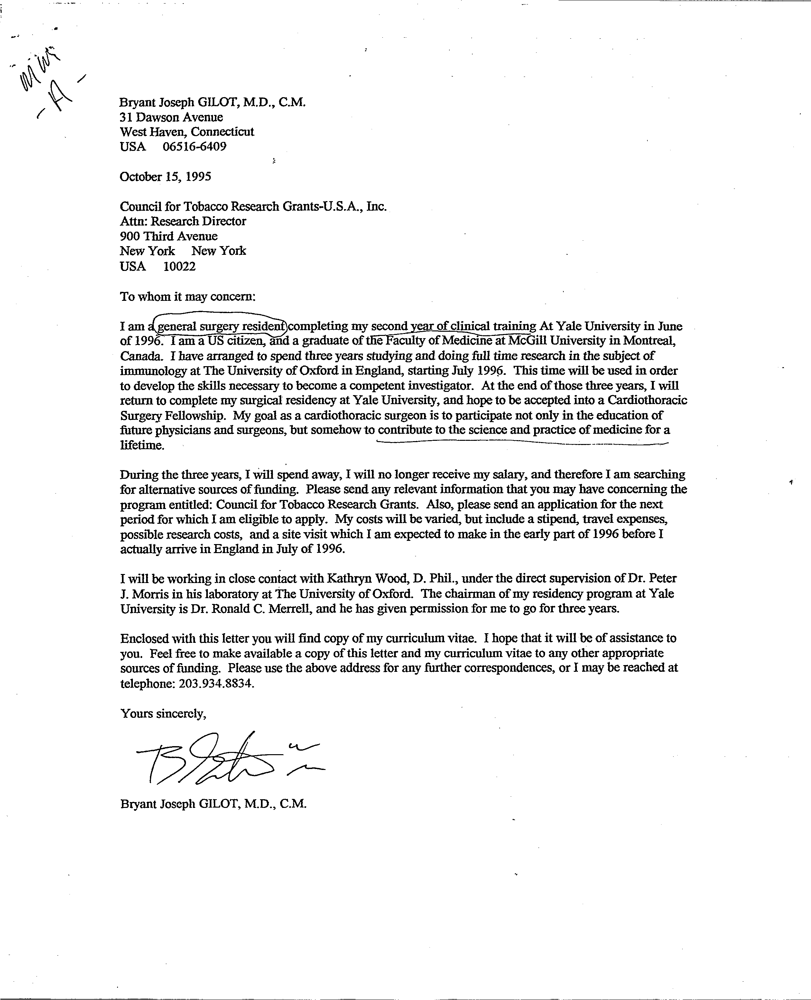 Bryant Joseph GILOT, M.D., C.M.
31 Dawson Avenue
West Haven, Connecticut
USA 06516-6409
October 15, 1995
Council for Tobacco Research Grants-U.S.A., Inc.
Attn: Research Director
900 Third Avenue
New York New York
USA 10022
To whom it may concern:
I am a general surgery resident completing my second year of clinical training At Yale University in June
of 1996. I am a US citizen, and a graduate of the Faculty of Medicine at McGill University in Montreal,
Canada. I have arranged to spend three years studying and doing full time research in the subject of
immunology at The University of Oxford in England, starting July 1996. This time will be used in order
to develop the skills necessary to become a competent investigator. At the end of those three years, I will
return to complete my surgical residency at Yale University, and hope to be accepted into a Cardiothoracic
Surgery Fellowship. My goal as a cardiothoracic surgeon is to participate not only in the education of
future physicians and surgeons, but somehow to contribute to the science and practice of medicine for a
lifetime.
During the three years, I will spend away, I will no longer receive my salary, and therefore I am searching
for alternative sources of funding. Please send any relevant information that you may have concerning the
program entitled: Council for Tobacco Research Grants. Also, please send an application for the next
period for which I am eligible to apply. My costs will be varied, but include a stipend, travel expenses,
possible research costs, and a site visit which I am expected to make in the early part of 1996 before I
actually arrive in England in July of 1996.
I will be working in close contact with Kathryn Wood, D. Phil., under the direct supervision of Dr. Peter
J. Morris in his laboratory at The University of Oxford. The chairman of my residency program at Yale
University is Dr. Ronald C. Merrell, and he has given permission for me to go for three years.
Enclosed with this letter you will find copy of my curriculum vitae. I hope that it will be of assistance to
you. Feel free to make available a copy of this letter and my curriculum vitae to any other appropriate
sources of funding. Please use the above address for any further correspondences, or I may be reached at
telephone: 203.934.8834.
Yours sincerely,
Bryant Joseph GILOT, M.D., C.M.